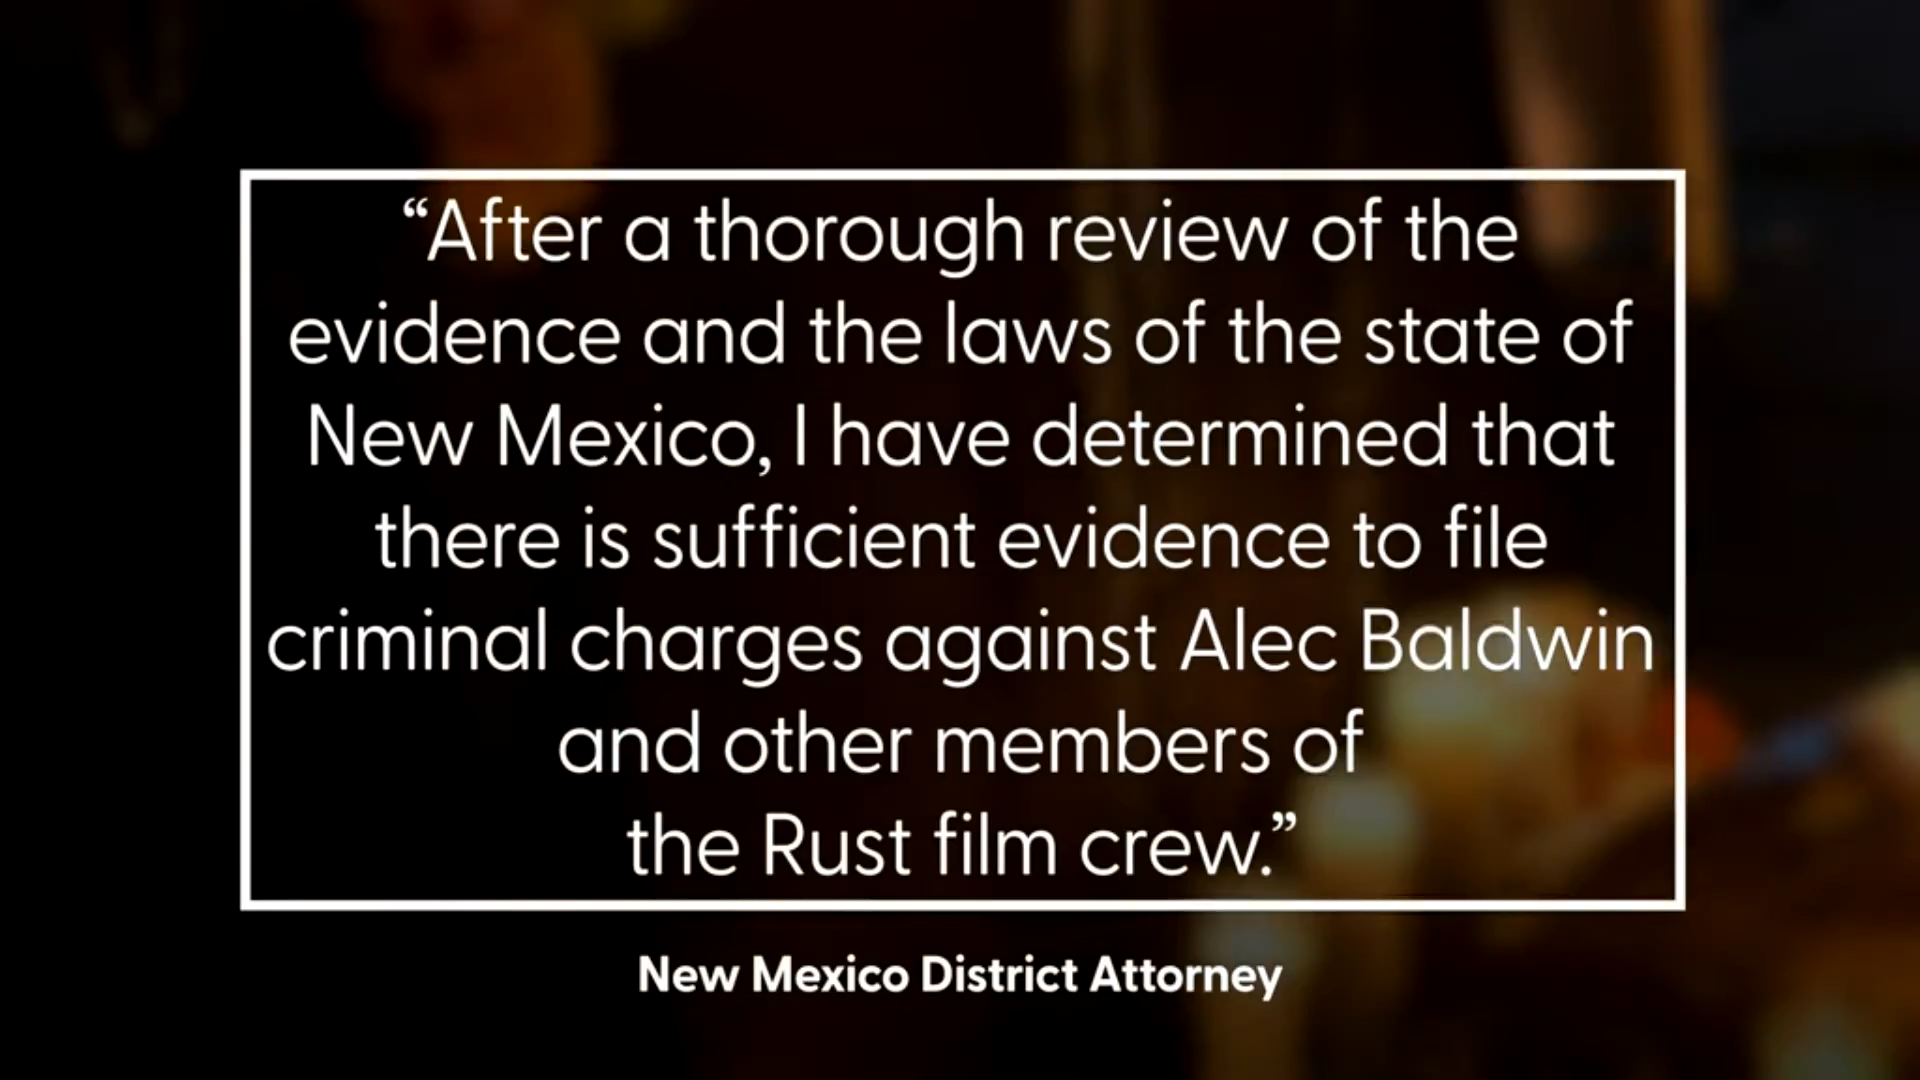 “After a thorough review of the
evidence and the laws of the state of
New Mexico, I have determined that
there is sufficient evidence to file
criminal charges against Alec Baldwin
and other members of
the Rust film crew.”
New Mexico District Attorney